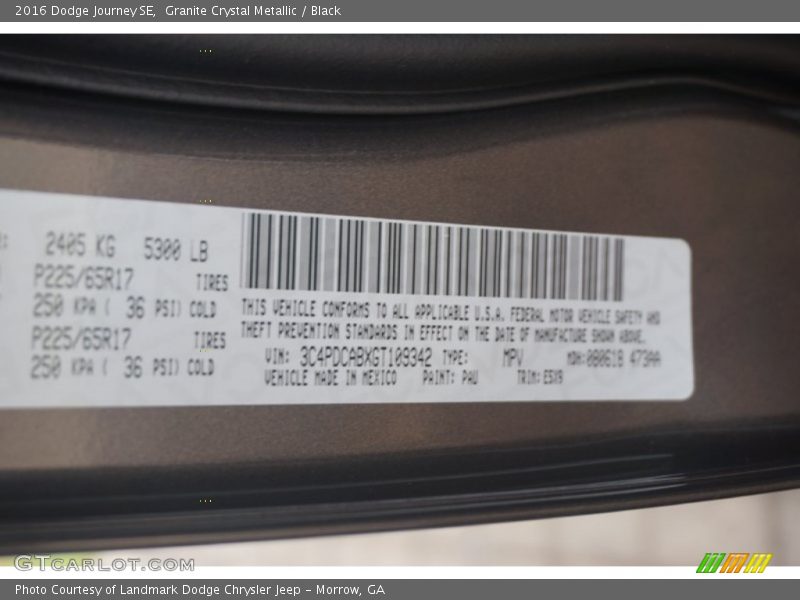 2016 Dodge Journey SE, Granite Crystal Metallic / Black
2405 KG 5300 LB
P225/65R17 TIRES
250 KPA ( 36 PSI) COLD
P225/65R17 TIRES
250 KPA ( 36 PSI) COLD
THIS VEHICLE CONFORMS TO ALL APPLICABLE U.S.A. FEDERAL MOTOR VEHICLE SAFETY AND
THEFT PREVENTION STANDARDS IN EFFECT ON THE DATE OF MANUFACTURE SHOWN ABOVE.
VIN: 3C4PDCABXGT109342 TYPE: MPV MDH:
VEHICLE MADE IN MEXICO PAINT: PAU TRIM:
GTCARLOT.COM
Photo Courtesy of Landmark Dodge Chrysler Jeep – Morrow, GA